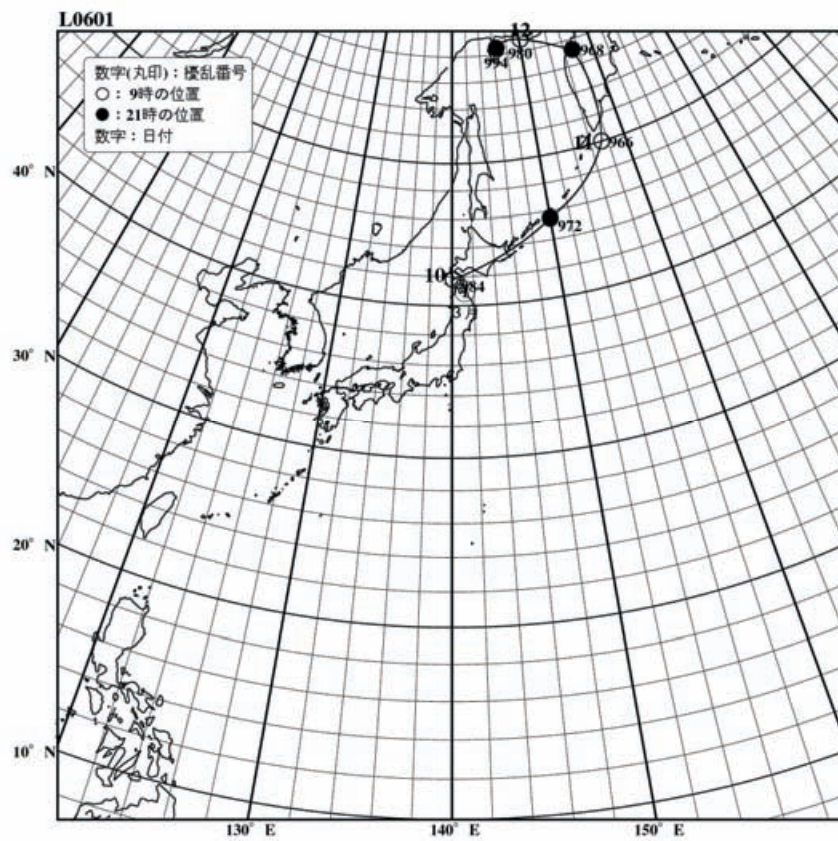 L0601
数字(丸印)：擾乱番号
○： 9時の位置
●：21時の位置
数字：日付
12
980
994
968
11
966
972
10
984
3月
40° N
30° N
20° N
10° N
130° E
140° E
150° E